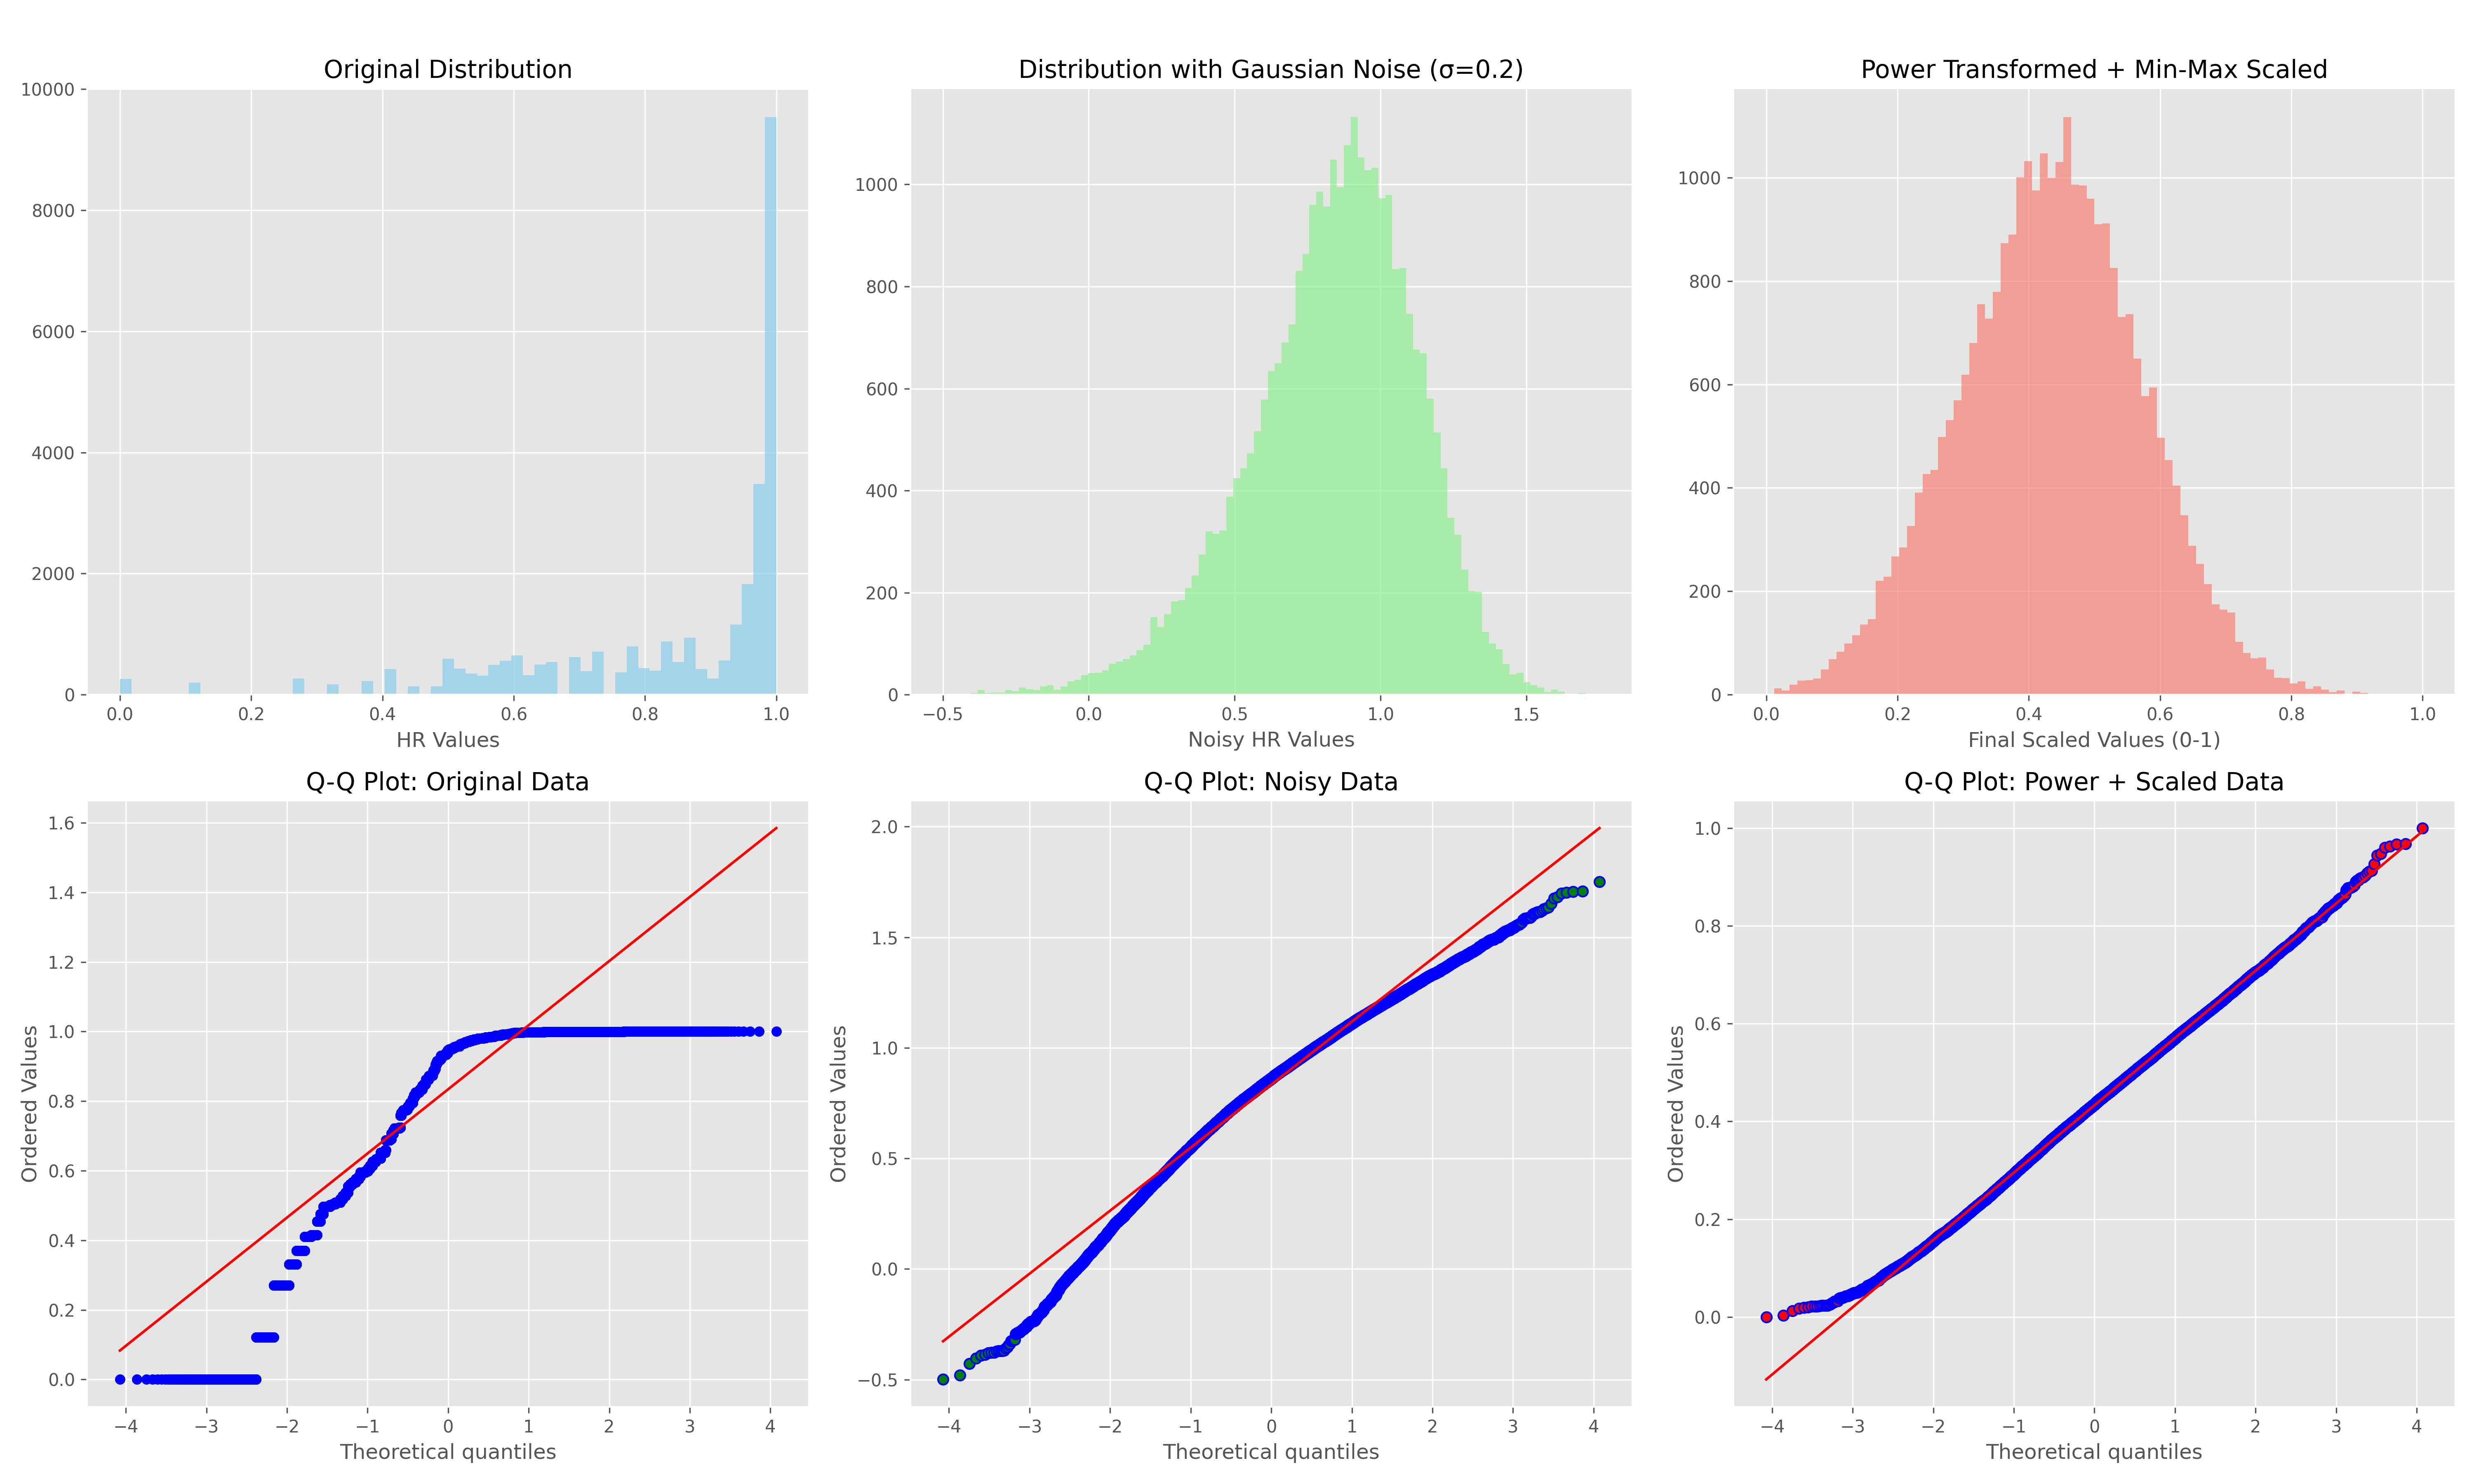 Original Distribution
10000
8000
6000
4000
2000
0
0.0 0.2 0.4 0.6 0.8 1.0
HR Values
Distribution with Gaussian Noise (σ=0.2)
1000
800
600
400
200
0
−0.5 0.0 0.5 1.0 1.5
Noisy HR Values
Power Transformed + Min-Max Scaled
1000
800
600
400
200
0
0.0 0.2 0.4 0.6 0.8 1.0
Final Scaled Values (0-1)
Q-Q Plot: Original Data
Ordered Values
1.6
1.4
1.2
1.0
0.8
0.6
0.4
0.2
0.0
−4 −3 −2 −1 0 1 2 3 4
Theoretical quantiles
Q-Q Plot: Noisy Data
Ordered Values
2.0
1.5
1.0
0.5
0.0
−0.5
−4 −3 −2 −1 0 1 2 3 4
Theoretical quantiles
Q-Q Plot: Power + Scaled Data
Ordered Values
1.0
0.8
0.6
0.4
0.2
0.0
−4 −3 −2 −1 0 1 2 3 4
Theoretical quantiles